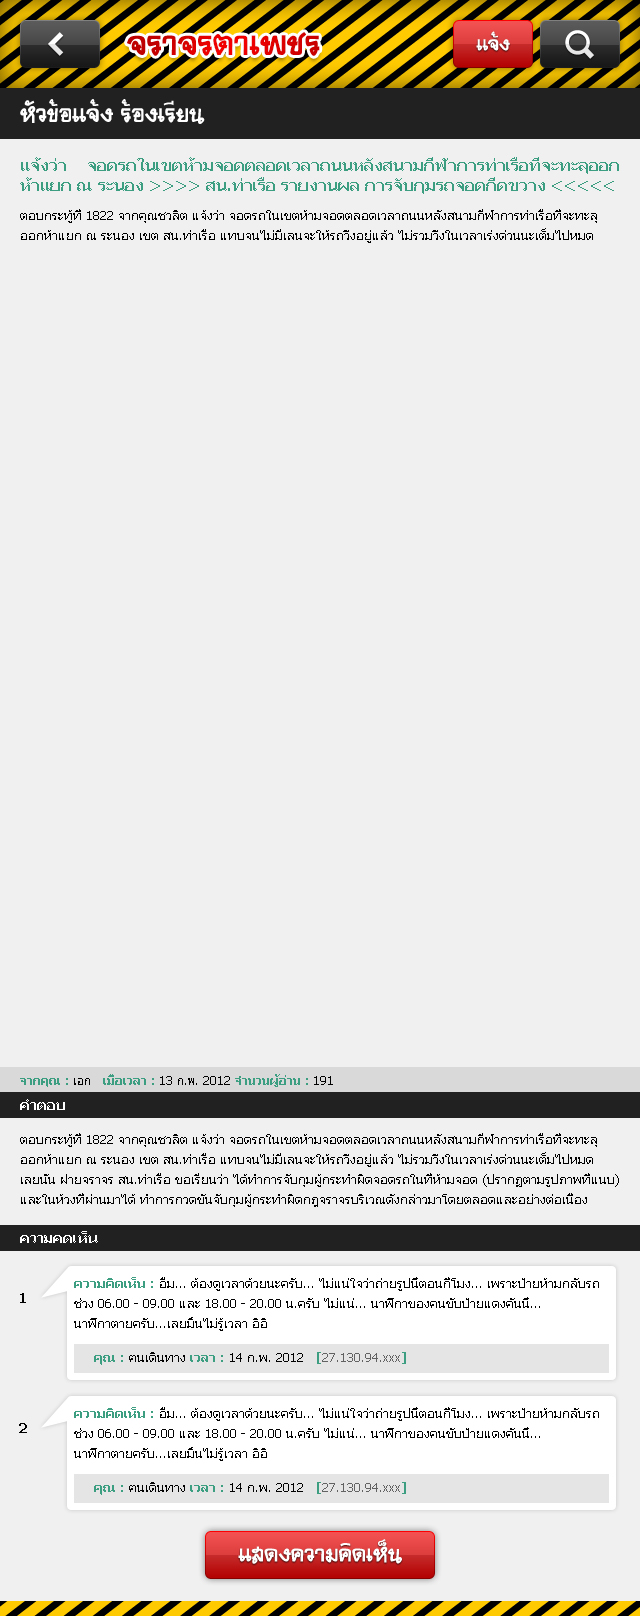 จราจรตาเพชร
แจ้ง
หัวข้อแจ้ง ร้องเรียน
แจ้งว่า จอดรถในเขตห้ามจอดตลอดเวลาถนนหลังสนามกีฬาการท่าเรือที่จะทะลุออก
ห้าแยก ณ ระนอง >>>> สน.ท่าเรือ รายงานผล การจับกุมรถจอดกีดขวาง <<<<<
ตอบกระทู้ที่ 1822 จากคุณชวลิต แจ้งว่า จอดรถในเขตห้ามจอดตลอดเวลาถนนหลังสนามกีฬาการท่าเรือที่จะทะลุ
ออกห้าแยก ณ ระนอง เขต สน.ท่าเรือ แทบจนไม่มีเลนจะให้รถวิ่งอยู่แล้ว ไม่รวมวิ่งในเวลาเร่งด่วนนะเต็มไปหมด
จากคุณ : เอก เมื่อเวลา : 13 ก.พ. 2012 จำนวนผู้อ่าน : 191
คำตอบ
ตอบกระทู้ที่ 1822 จากคุณชวลิต แจ้งว่า จอดรถในเขตห้ามจอดตลอดเวลาถนนหลังสนามกีฬาการท่าเรือที่จะทะลุ
ออกห้าแยก ณ ระนอง เขต สน.ท่าเรือ แทบจนไม่มีเลนจะให้รถวิ่งอยู่แล้ว ไม่รวมวิ่งในเวลาเร่งด่วนนะเต็มไปหมด
เลยนั้น ฝ่ายจราจร สน.ท่าเรือ ขอเรียนว่า ได้ทำการจับกุมผู้กระทำผิดจอดรถในที่ห้ามจอด (ปรากฏตามรูปภาพที่แนบ)
และในห้วงที่ผ่านมาได้ ทำการกวดขันจับกุมผู้กระทำผิดกฎจราจรบริเวณดังกล่าวมาโดยตลอดและอย่างต่อเนื่อง
ความคดเห็น
1
ความคิดเห็น : อืม... ต้องดูเวลาด้วยนะครับ... ไม่แน่ใจว่าถ่ายรูปนี้ตอนกี่โมง... เพราะป้ายห้ามกลับรถ
ช่วง 06.00 - 09.00 และ 18.00 - 20.00 น.ครับ ไม่แน่... นาฬิกาของคนขับป้ายแดงคันนี้...
นาฬิกาตายครับ...เลยมึนไม่รู้เวลา อิอิ
คุณ : ฅนเดินทาง เวลา : 14 ก.พ. 2012 [27.130.94.xxx]
2
ความคิดเห็น : อืม... ต้องดูเวลาด้วยนะครับ... ไม่แน่ใจว่าถ่ายรูปนี้ตอนกี่โมง... เพราะป้ายห้ามกลับรถ
ช่วง 06.00 - 09.00 และ 18.00 - 20.00 น.ครับ ไม่แน่... นาฬิกาของคนขับป้ายแดงคันนี้...
นาฬิกาตายครับ...เลยมึนไม่รู้เวลา อิอิ
คุณ : ฅนเดินทาง เวลา : 14 ก.พ. 2012 [27.130.94.xxx]
แสดงความคิดเห็น